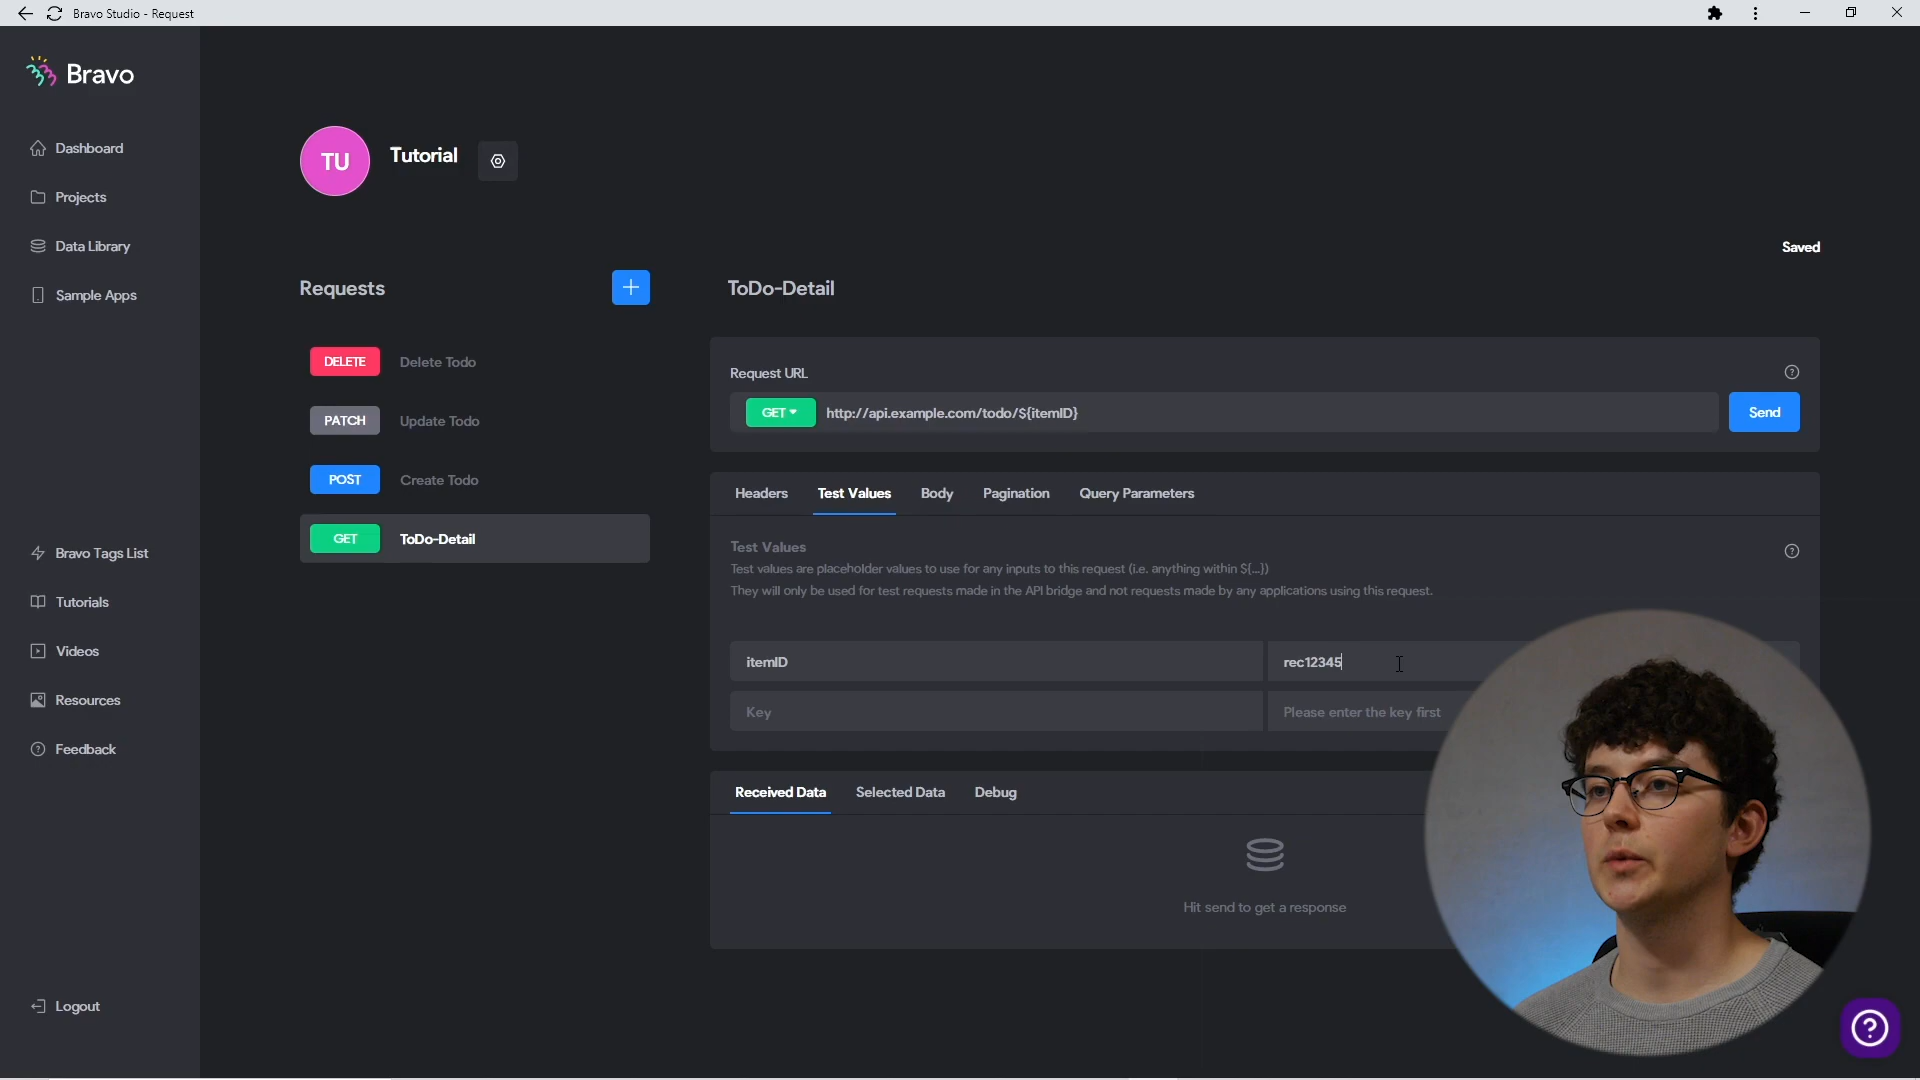 Bravo Studio - Request
Bravo
Dashboard
Projects
Data Library
Sample Apps
Bravo Tags List
Tutorials
Videos
Resources
Feedback
Logout
TU
Tutorial
Saved
Requests
+
DELETE Delete Todo
PATCH Update Todo
POST Create Todo
GET ToDo-Detail
ToDo-Detail
Request URL
GET http://api.example.com/todo/${itemID}
Send
Headers Test Values Body Pagination Query Parameters
Test Values
Test values are placeholder values to use for any inputs to this request (i.e. anything within ${...})
They will only be used for test requests made in the API bridge and not requests made by any applications using this request.
itemID rec12345
Key Please enter the key first
Received Data Selected Data Debug
Hit send to get a response